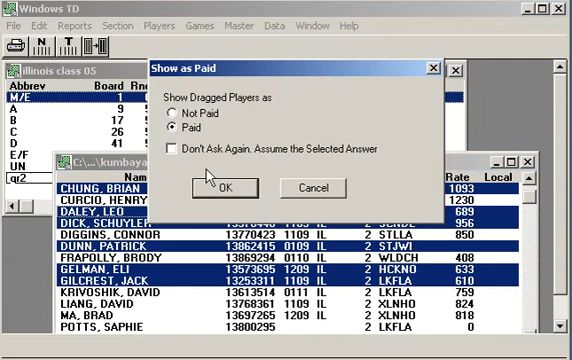 Windows TD
File Edit Reports Section Players Games Master Data Window Help
N T
illinois class 05
Show as Paid
Abbrev Board Rnd
M/E 1
A 9
B 17
C 26
D 41
E/F
UN
qr2
Show Dragged Players as
Not Paid
Paid
Don't Ask Again. Assume the Selected Answer
OK Cancel
C:\...\kumbaya
Name Rate Local
CHUNG, BRIAN 1093
CURCIO, HENRY 1230
DALEY, LEO 689
DICK, SCHUYLER 956
DIGGINS, CONNOR 13770423 1109 IL 2 STLLA 850
DUNN, PATRICK 13862415 0109 IL 2 STJWI
FRAPOLLY, BRODY 13869294 0110 IL 2 WLDCH 408
GELMAN, ELI 13573695 1209 IL 2 HCKNO 633
GILCREST, JACK 13253311 1109 IL 2 LKFLA 610
KRIVOSHIK, DAVID 13613514 0111 IL 2 LKFLA 759
LIANG, DAVID 13768361 1109 IL 2 XLNHO 824
MA, BRAD 13697265 1209 IL 2 XLNHO 818
POTTS, SAPHIE 13800295 2 LKFLA 0